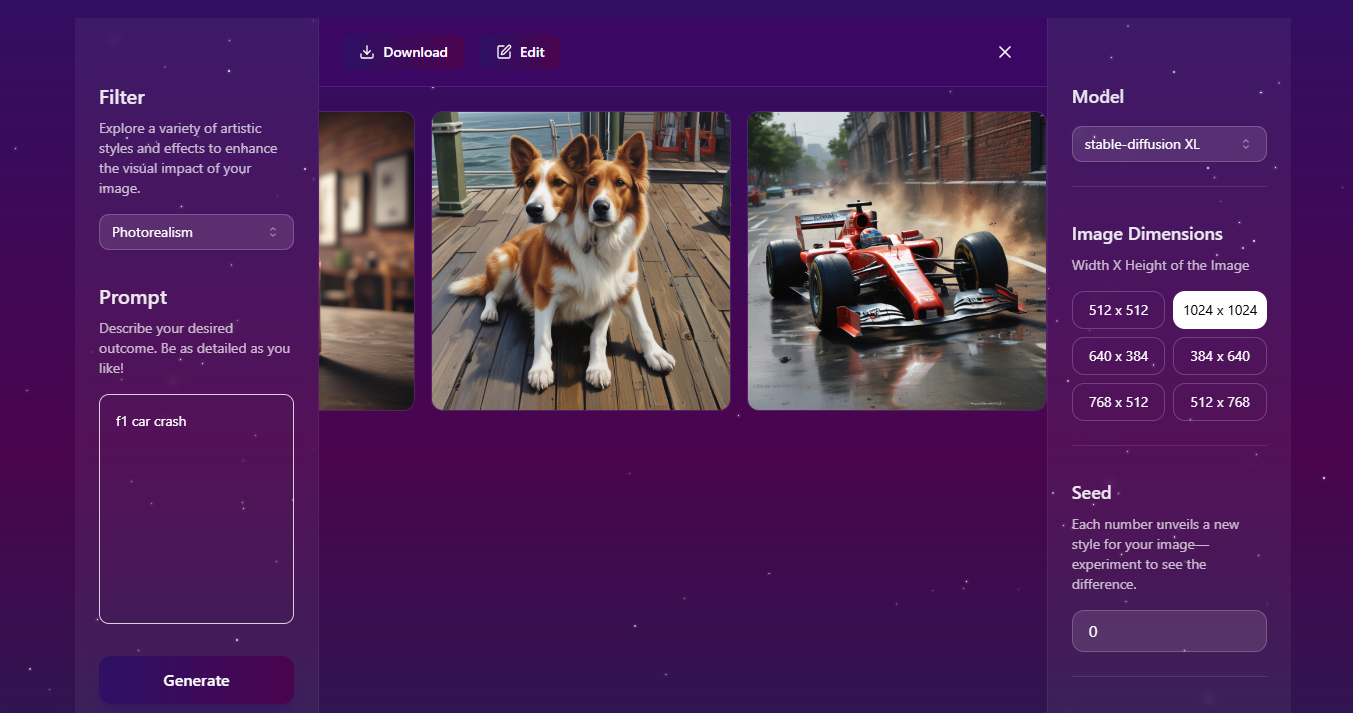 Filter
Explore a variety of artistic
styles and effects to enhance
the visual impact of your
image.
Photorealism
Prompt
Describe your desired
outcome. Be as detailed as you
like!
f1 car crash
Generate
Download
Edit
Model
stable-diffusion XL
Image Dimensions
Width X Height of the Image
512 x 512
1024 x 1024
640 x 384
384 x 640
768 x 512
512 x 768
Seed
Each number unveils a new
style for your image—
experiment to see the
difference.
0